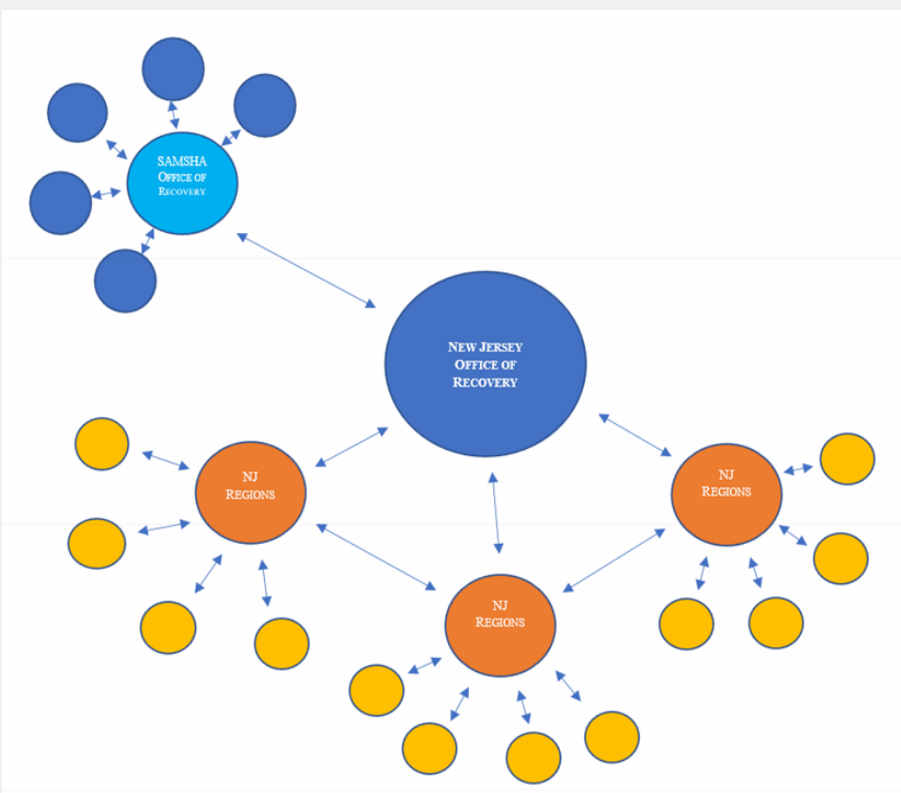 SAMSHA
OFFICE OF
RECOVERY
NEW JERSEY
OFFICE OF
RECOVERY
NJ
REGIONS
NJ
REGIONS
NJ
REGIONS